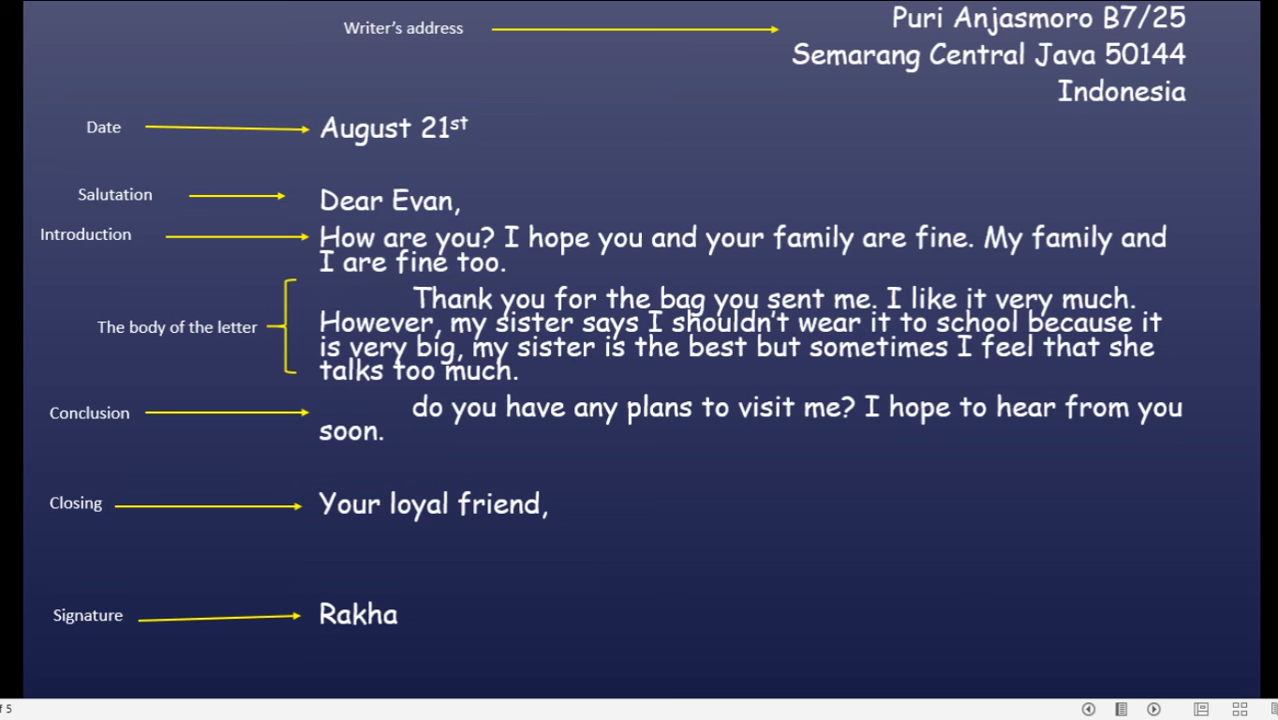 Writer's address
Puri Anjasmoro B7/25
Semarang Central Java 50144
Indonesia
Date
August 21st
Salutation
Dear Evan,
Introduction
How are you? I hope you and your family are fine. My family and
I are fine too.
The body of the letter
Thank you for the bag you sent me. I like it very much.
However, my sister says I shouldn't wear it to school because it
is very big, my sister is the best but sometimes I feel that she
talks too much.
Conclusion
do you have any plans to visit me? I hope to hear from you
soon.
Closing
Your loyal friend,
Signature
Rakha
of 5